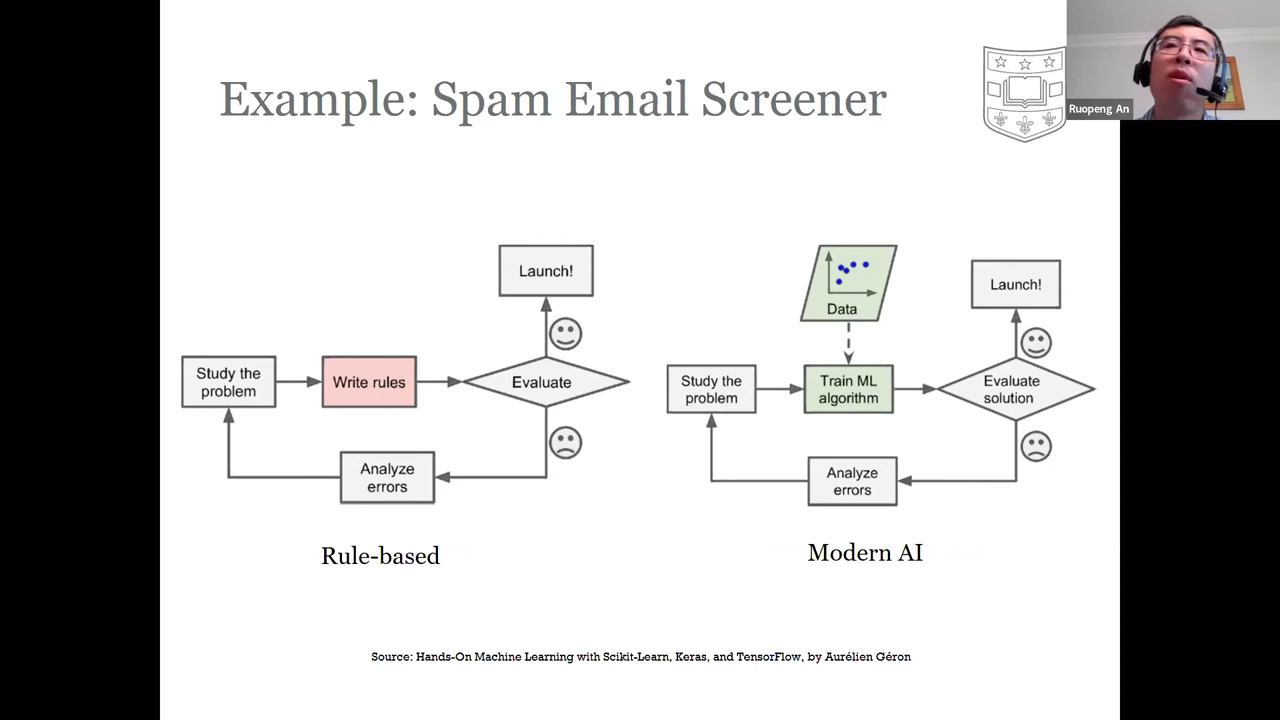 Example: Spam Email Screener
Ruopeng An
Launch!
Study the
problem
Write rules
Evaluate
Analyze
errors
Rule-based
Data
Launch!
Study the
problem
Train ML
algorithm
Evaluate
solution
Analyze
errors
Modern AI
Source: Hands-On Machine Learning with Scikit-Learn, Keras, and TensorFlow, by Aurélien Géron